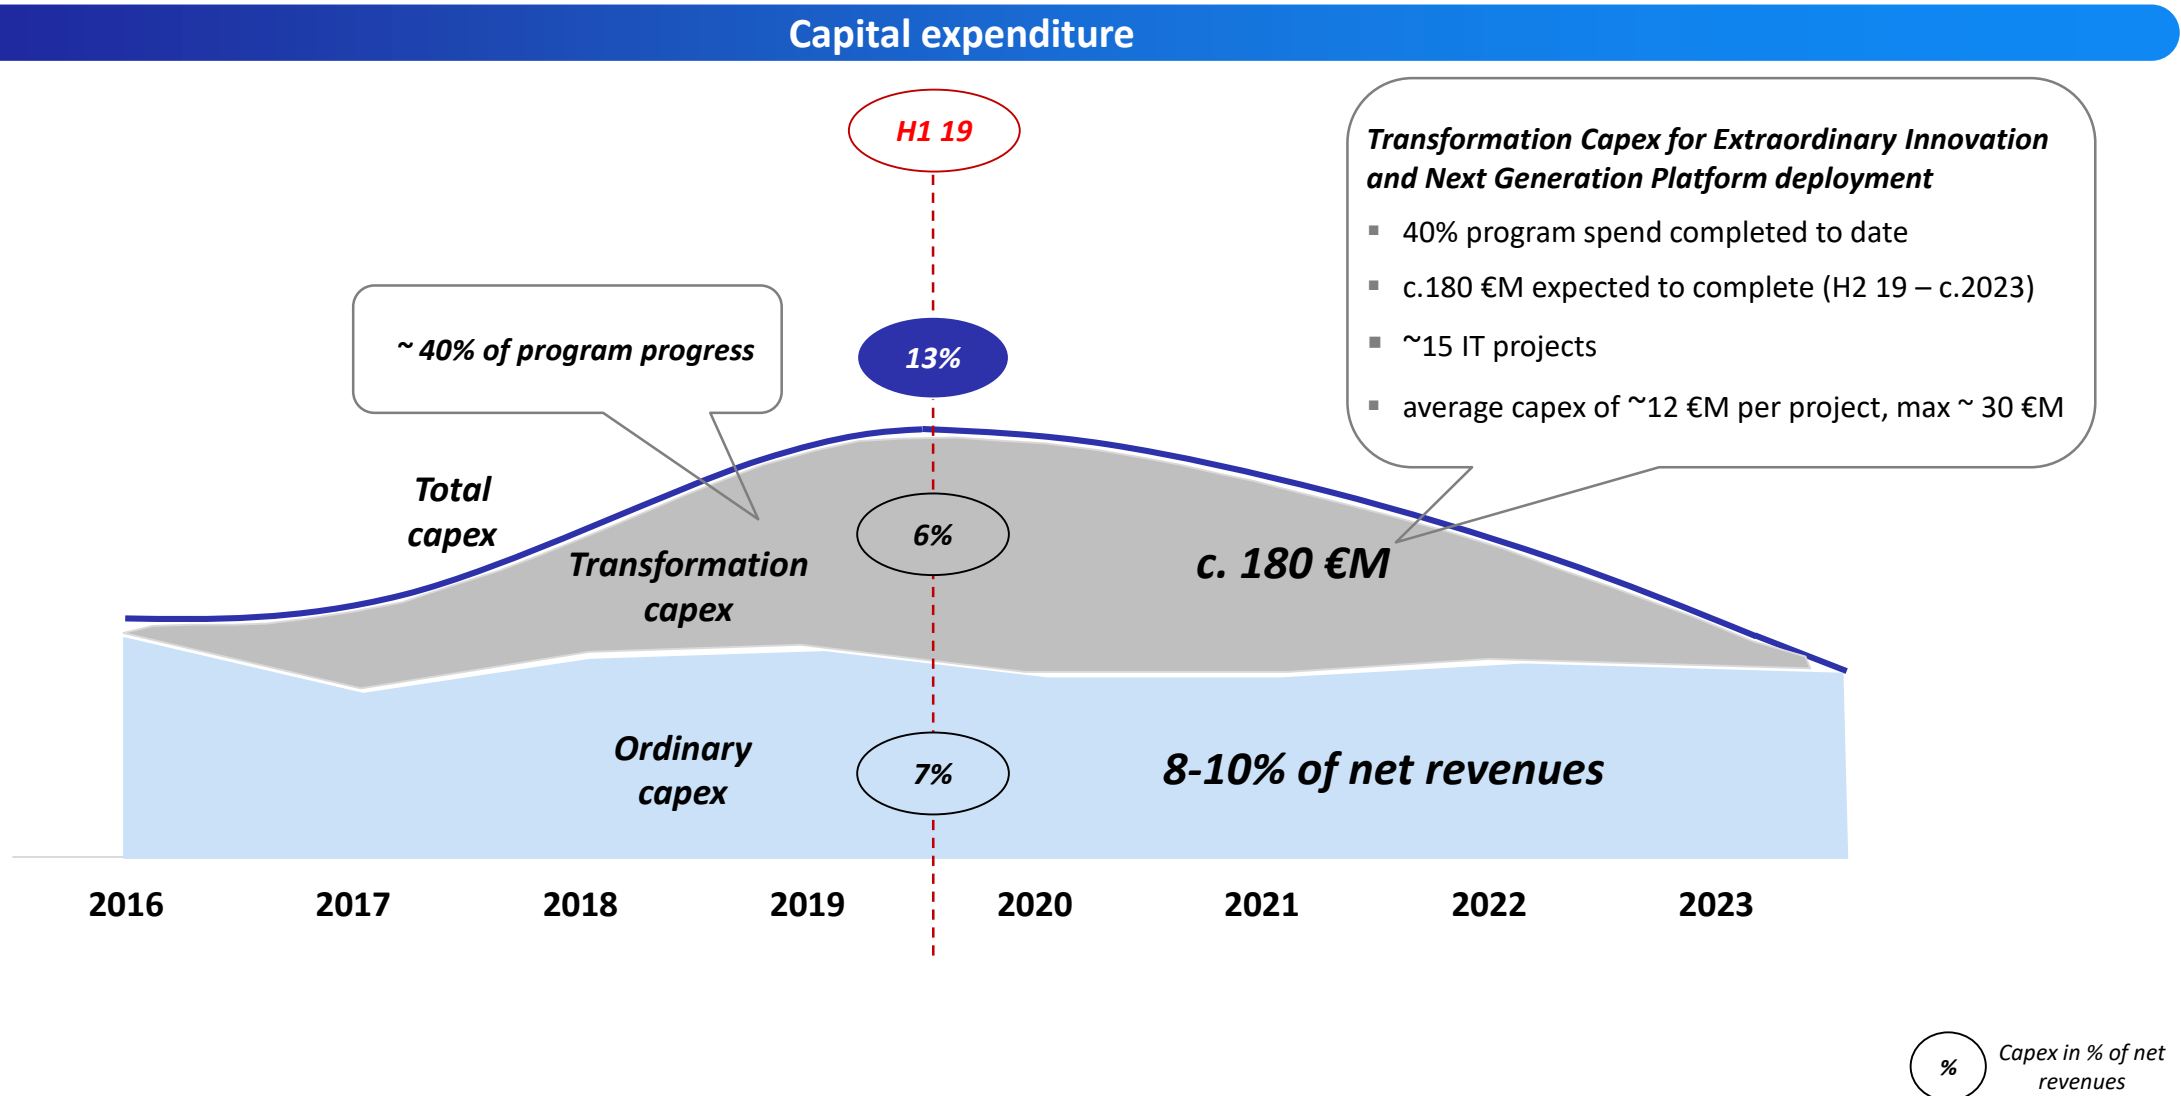 Capital expenditure
H1 19
Transformation Capex for Extraordinary Innovation
and Next Generation Platform deployment
▪ 40% program spend completed to date
▪ c.180 €M expected to complete (H2 19 – c.2023)
▪ ~15 IT projects
▪ average capex of ~12 €M per project, max ~ 30 €M
~ 40% of program progress
13%
Total
capex
6%
Transformation
capex
c. 180 €M
Ordinary
capex
7%
8-10% of net revenues
2016 2017 2018 2019 2020 2021 2022 2023
%
Capex in % of net
revenues